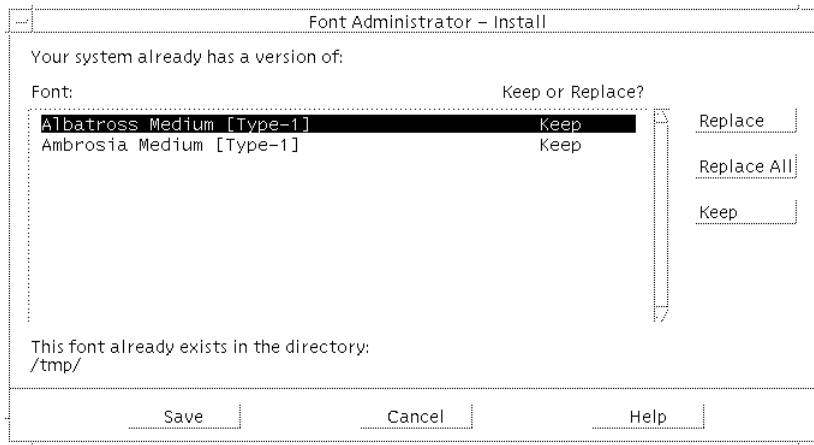 Font Administrator – Install
Your system already has a version of:
Font: Keep or Replace?
Albatross Medium [Type-1] Keep
Ambrosia Medium [Type-1] Keep
Replace
Replace All
Keep
This font already exists in the directory:
/tmp/
Save Cancel Help